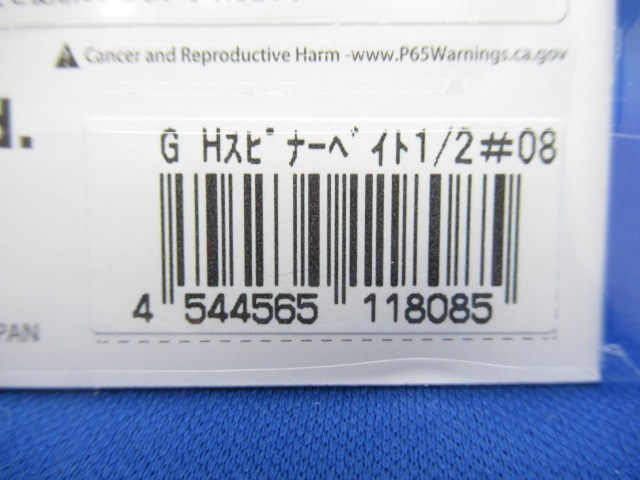 Cancer and Reproductive Harm -www.P65Warnings.ca.gov
d.
G Hｽﾋﾟﾅｰﾍﾞｲﾄ1/2#08
4 544565 118085
PAN